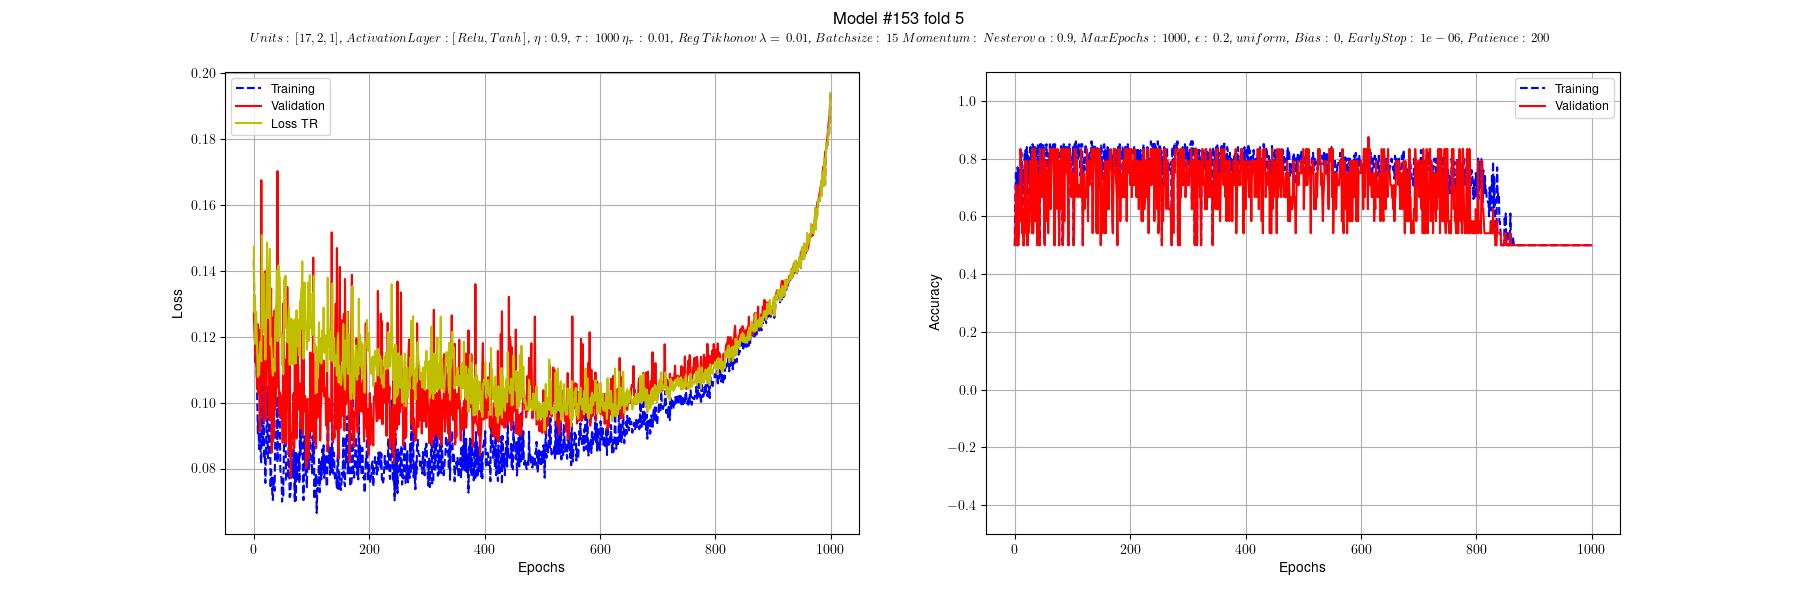 Model #153 fold 5
Units : [17, 2, 1], ActivationLayer : [Relu, Tanh], η : 0.9, τ : 1000 η_τ : 0.01, Reg Tikhonov λ = 0.01, Batchsize : 15 Momentum : Nesterov α : 0.9, MaxEpochs : 1000, ϵ : 0.2, uniform, Bias : 0, EarlyStop : 1e − 06, Patience : 200
0.20
0.18
0.16
0.14
0.12
0.10
0.08
Loss
Training
Validation
Loss TR
0 200 400 600 800 1000
Epochs
1.0
0.8
0.6
0.4
0.2
0.0
−0.2
−0.4
Accuracy
Training
Validation
0 200 400 600 800 1000
Epochs